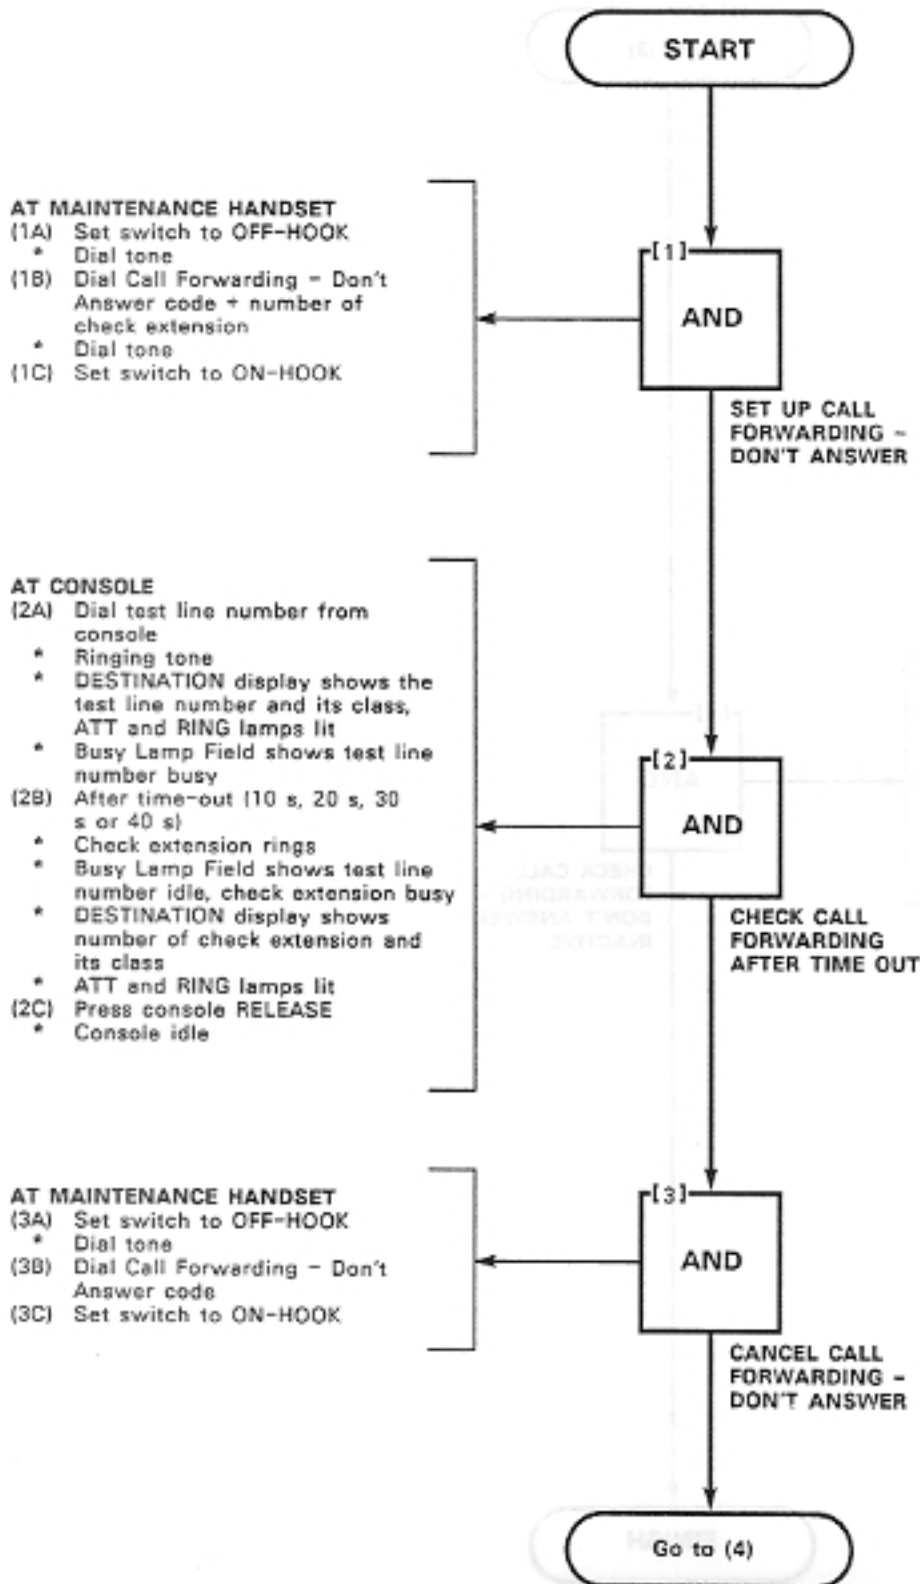 START
AT MAINTENANCE HANDSET
(1A) Set switch to OFF-HOOK
* Dial tone
(1B) Dial Call Forwarding - Don't
Answer code + number of
check extension
* Dial tone
(1C) Set switch to ON-HOOK
[1]
AND
SET UP CALL
FORWARDING -
DON'T ANSWER
AT CONSOLE
(2A) Dial test line number from
console
* Ringing tone
* DESTINATION display shows the
test line number and its class,
ATT and RING lamps lit
* Busy Lamp Field shows test line
number busy
(2B) After time-out (10 s, 20 s, 30
s or 40 s)
* Check extension rings
* Busy Lamp Field shows test line
number idle, check extension busy
* DESTINATION display shows
number of check extension and
its class
* ATT and RING lamps lit
(2C) Press console RELEASE
* Console idle
[2]
AND
CHECK CALL
FORWARDING
AFTER TIME OUT
AT MAINTENANCE HANDSET
(3A) Set switch to OFF-HOOK
* Dial tone
(3B) Dial Call Forwarding - Don't
Answer code
(3C) Set switch to ON-HOOK
[3]
AND
CANCEL CALL
FORWARDING -
DON'T ANSWER
Go to (4)